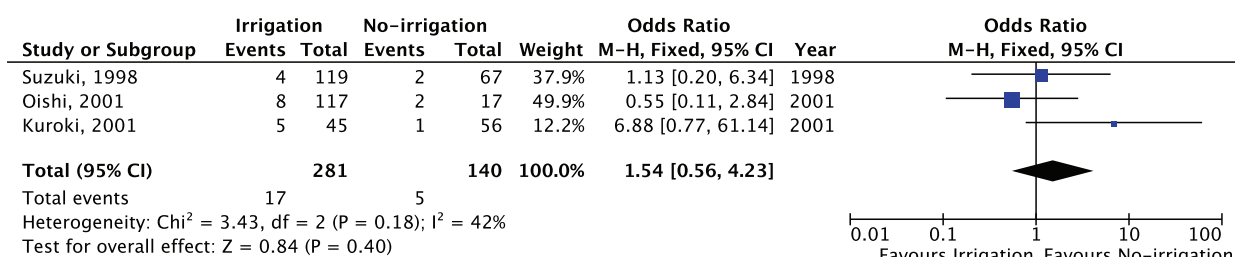 Irrigation No-irrigation Odds Ratio Odds Ratio
Study or Subgroup Events Total Events Total Weight M-H, Fixed, 95% CI Year M-H, Fixed, 95% CI
Suzuki, 1998 4 119 2 67 37.9% 1.13 [0.20, 6.34] 1998
Oishi, 2001 8 117 2 17 49.9% 0.55 [0.11, 2.84] 2001
Kuroki, 2001 5 45 1 56 12.2% 6.88 [0.77, 61.14] 2001
Total (95% CI) 281 140 100.0% 1.54 [0.56, 4.23]
Total events 17 5
Heterogeneity: Chi² = 3.43, df = 2 (P = 0.18); I² = 42%
Test for overall effect: Z = 0.84 (P = 0.40)
0.01 0.1 1 10 100
Favours Irrigation Favours No-irrigation